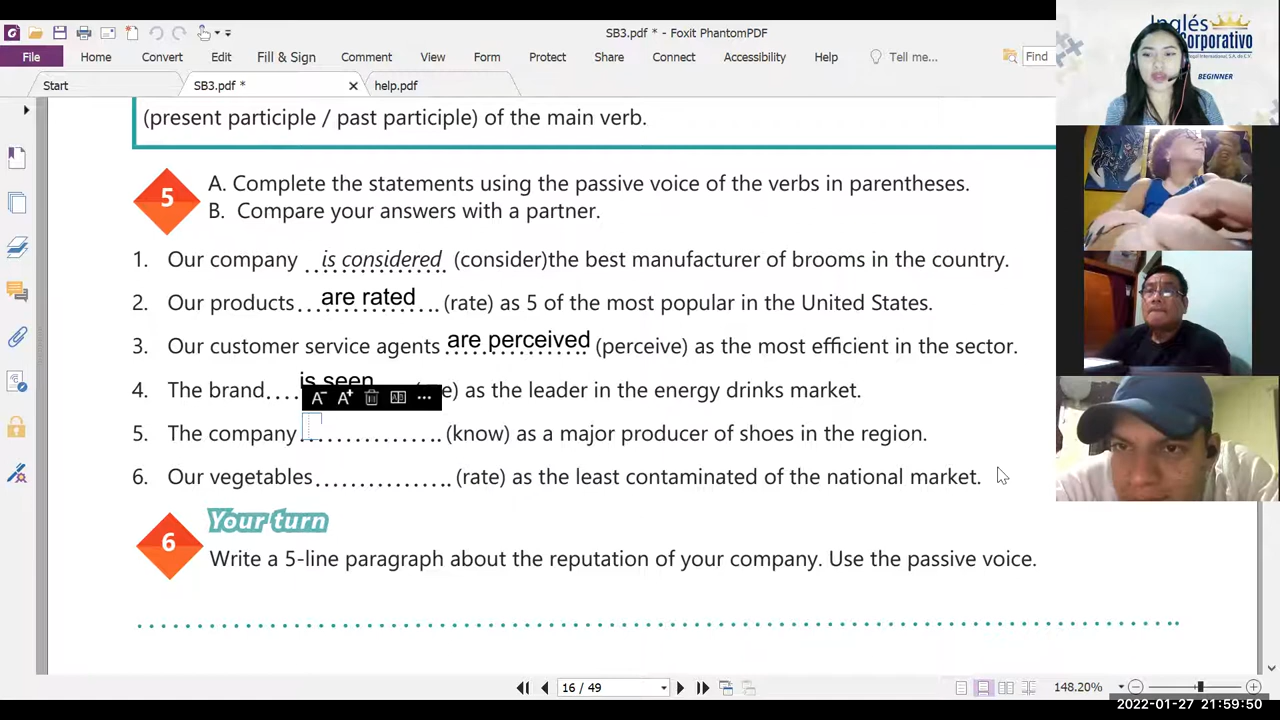 SB3.pdf * - Foxit PhantomPDF
File Home Convert Edit Fill & Sign Comment View Form Protect Share Connect Accessibility Help Tell me... Find
Start SB3.pdf * help.pdf
Inglés
Corporativo
BEGINNER
(present participle / past participle) of the main verb.
5
A. Complete the statements using the passive voice of the verbs in parentheses.
B. Compare your answers with a partner.
1. Our company is considered (consider)the best manufacturer of brooms in the country.
2. Our products are rated (rate) as 5 of the most popular in the United States.
3. Our customer service agents are perceived (perceive) as the most efficient in the sector.
4. The brand.... is seen e) as the leader in the energy drinks market.
5. The company ............... (know) as a major producer of shoes in the region.
6. Our vegetables............... (rate) as the least contaminated of the national market.
6
Your turn
Write a 5-line paragraph about the reputation of your company. Use the passive voice.
16 / 49
148.20%
2022-01-27 21:59:50